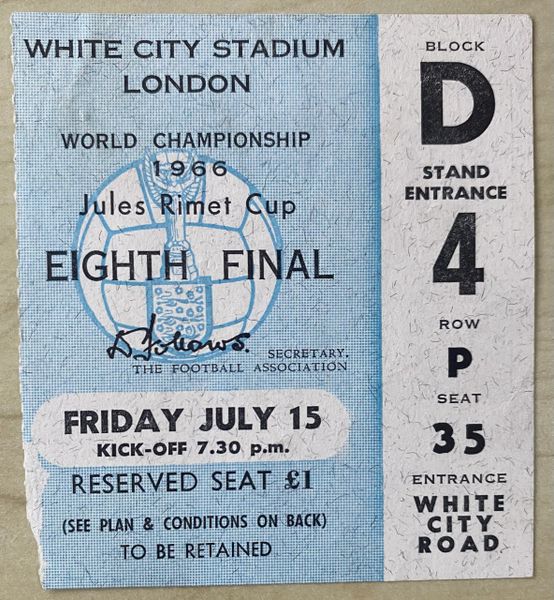 WHITE CITY STADIUM
LONDON
WORLD CHAMPIONSHIP
1966
Jules Rimet Cup
EIGHTH FINAL
D. Follows.
SECRETARY.
THE FOOTBALL ASSOCIATION
FRIDAY JULY 15
KICK-OFF 7.30 p.m.
RESERVED SEAT £1
(SEE PLAN & CONDITIONS ON BACK)
TO BE RETAINED
BLOCK
D
STAND
ENTRANCE
4
ROW
P
SEAT
35
ENTRANCE
WHITE
CITY
ROAD